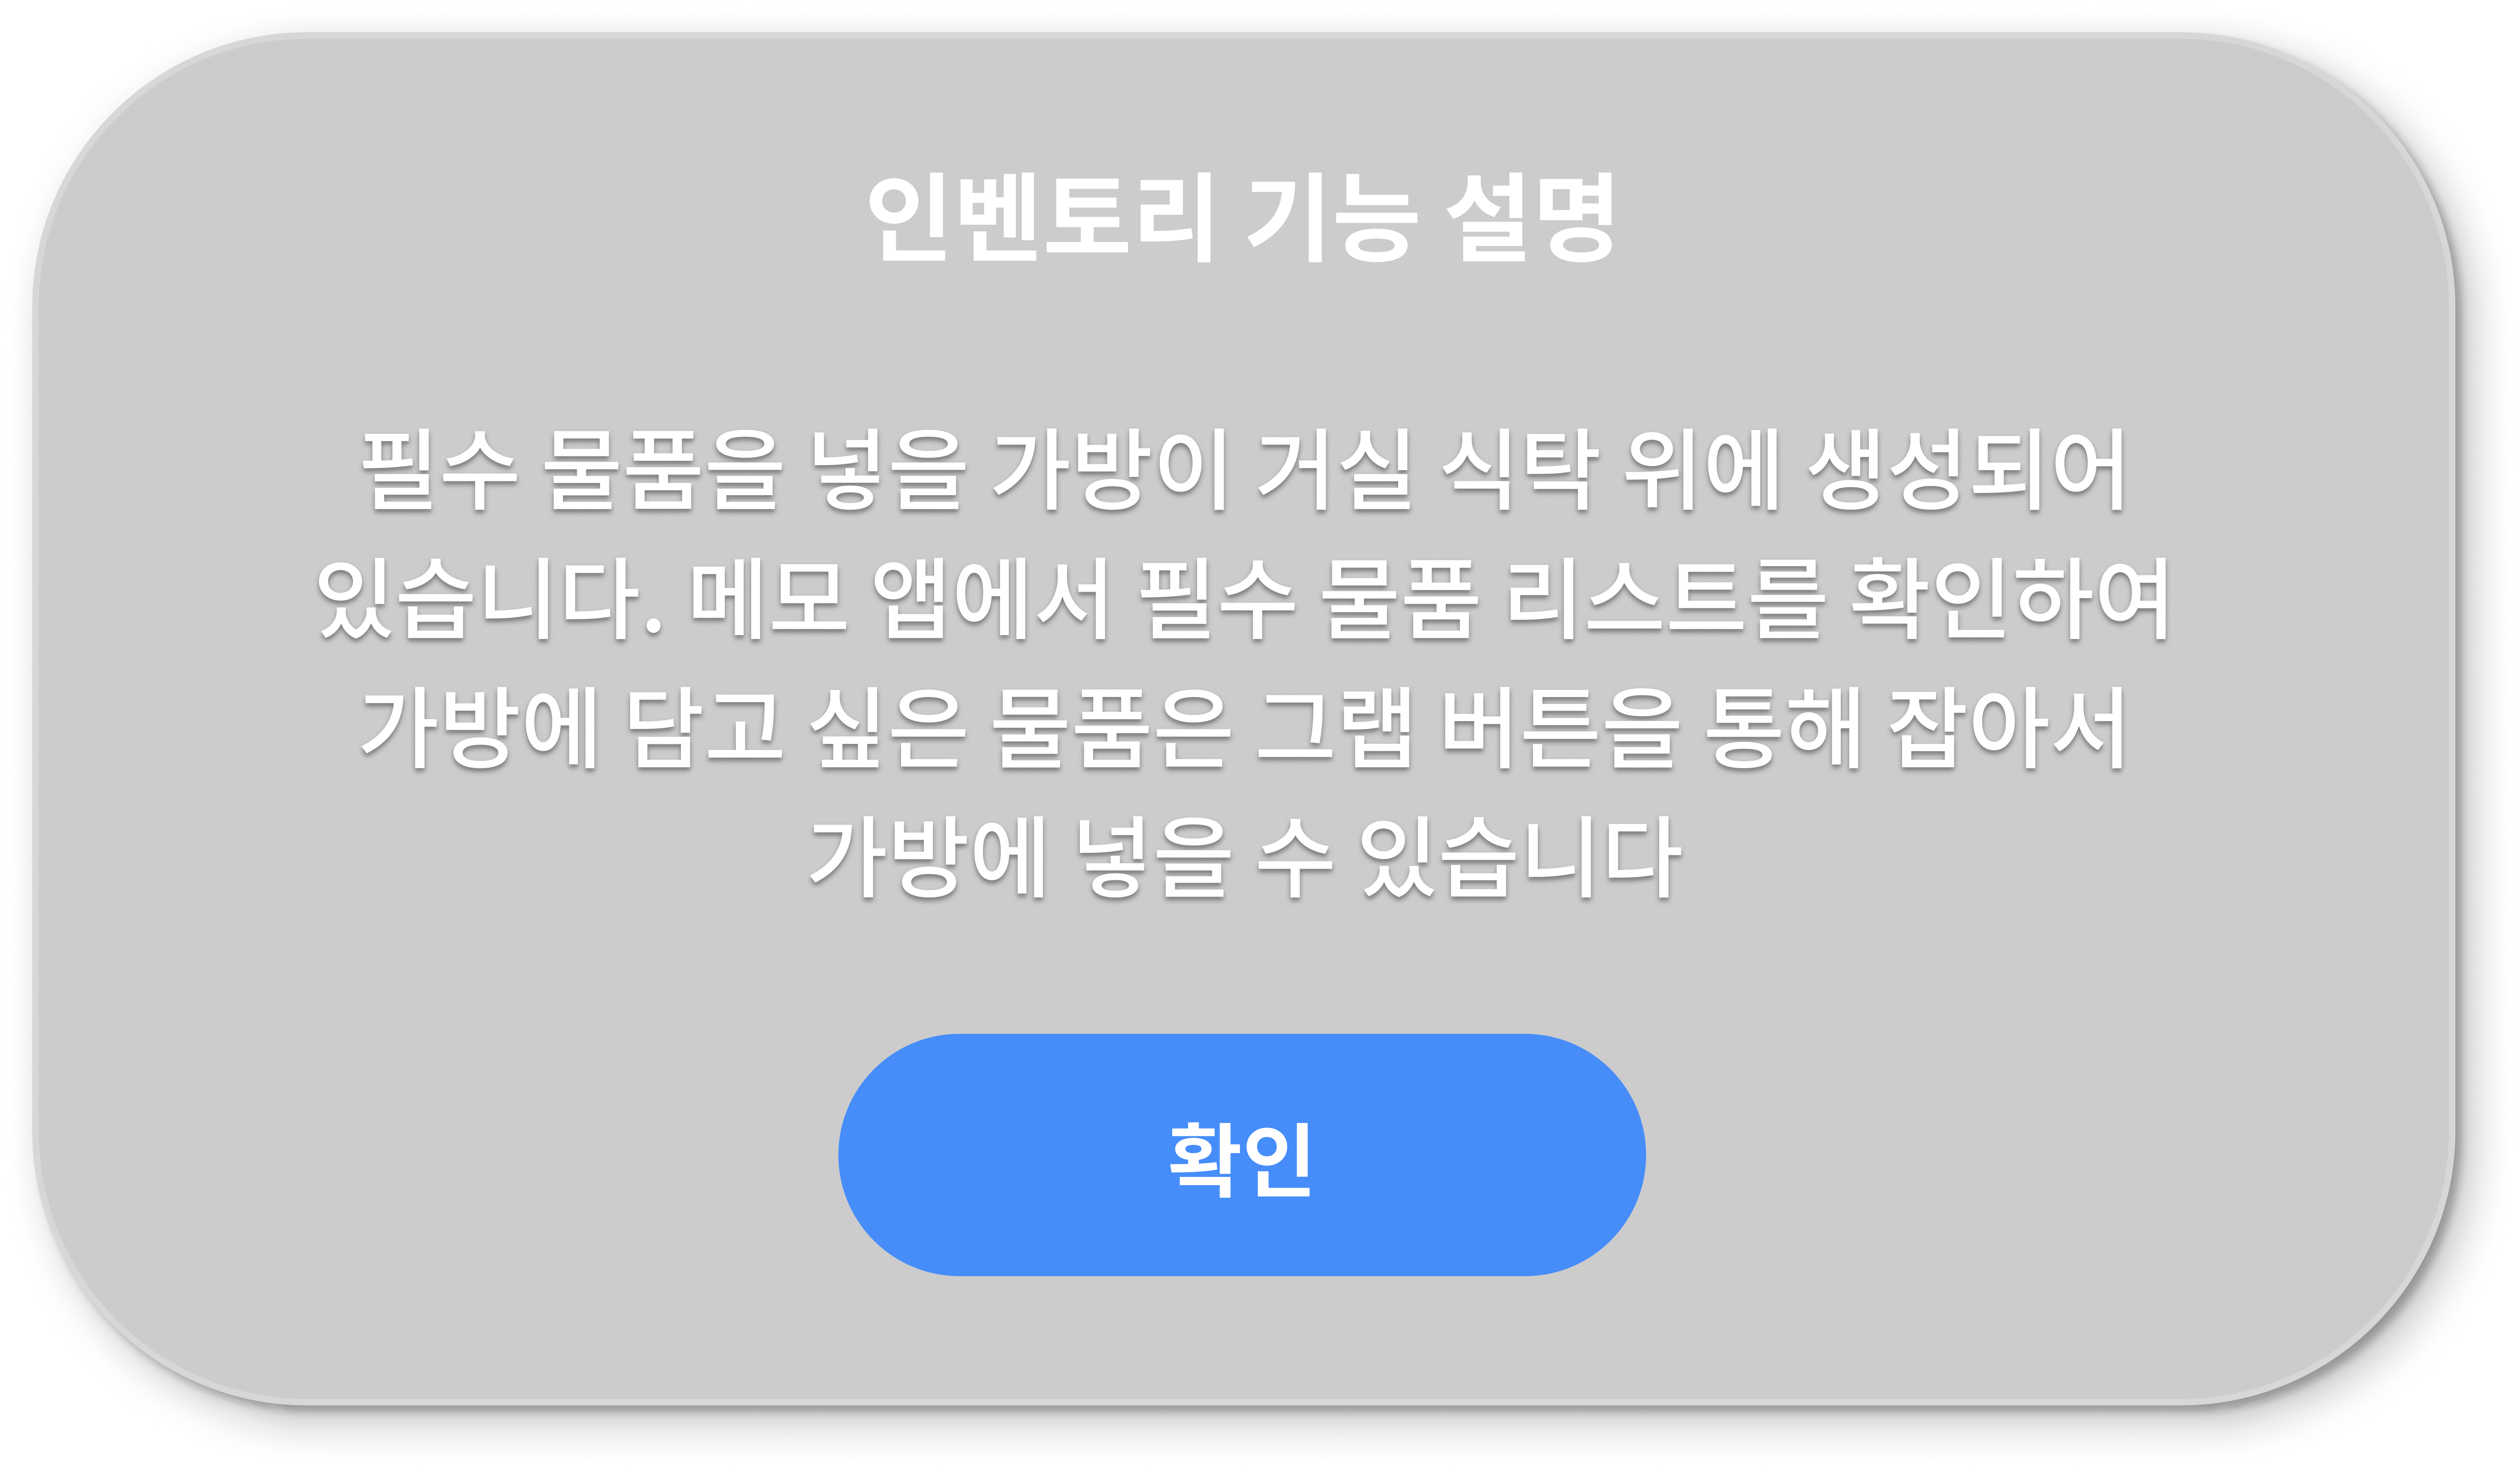 인벤토리 기능 설명
필수 물품을 넣을 가방이 거실 식탁 위에 생성되어
있습니다. 메모 앱에서 필수 물품 리스트를 확인하여
가방에 담고 싶은 물품은 그랩 버튼을 통해 잡아서
가방에 넣을 수 있습니다
확인